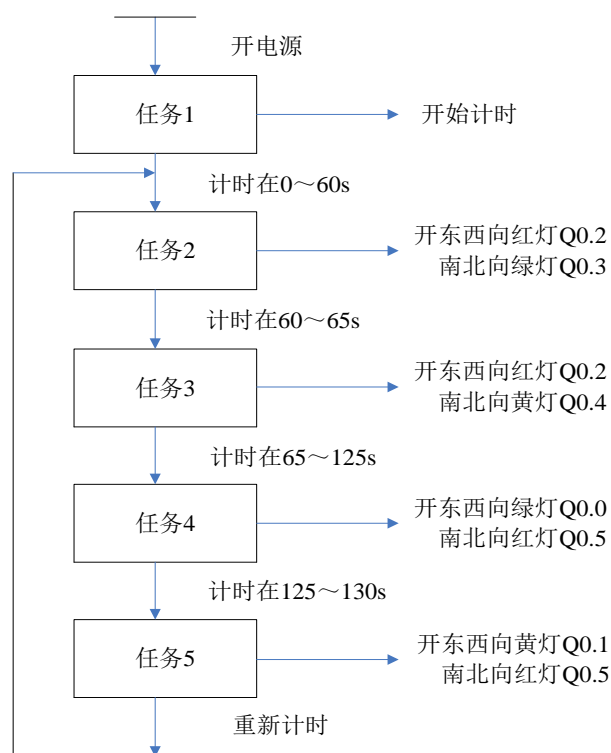 开电源
任务1
开始计时
计时在0～60s
任务2
开东西向红灯Q0.2
南北向绿灯Q0.3
计时在60～65s
任务3
开东西向红灯Q0.2
南北向黄灯Q0.4
计时在65～125s
任务4
开东西向绿灯Q0.0
南北向红灯Q0.5
计时在125～130s
任务5
开东西向黄灯Q0.1
南北向红灯Q0.5
重新计时